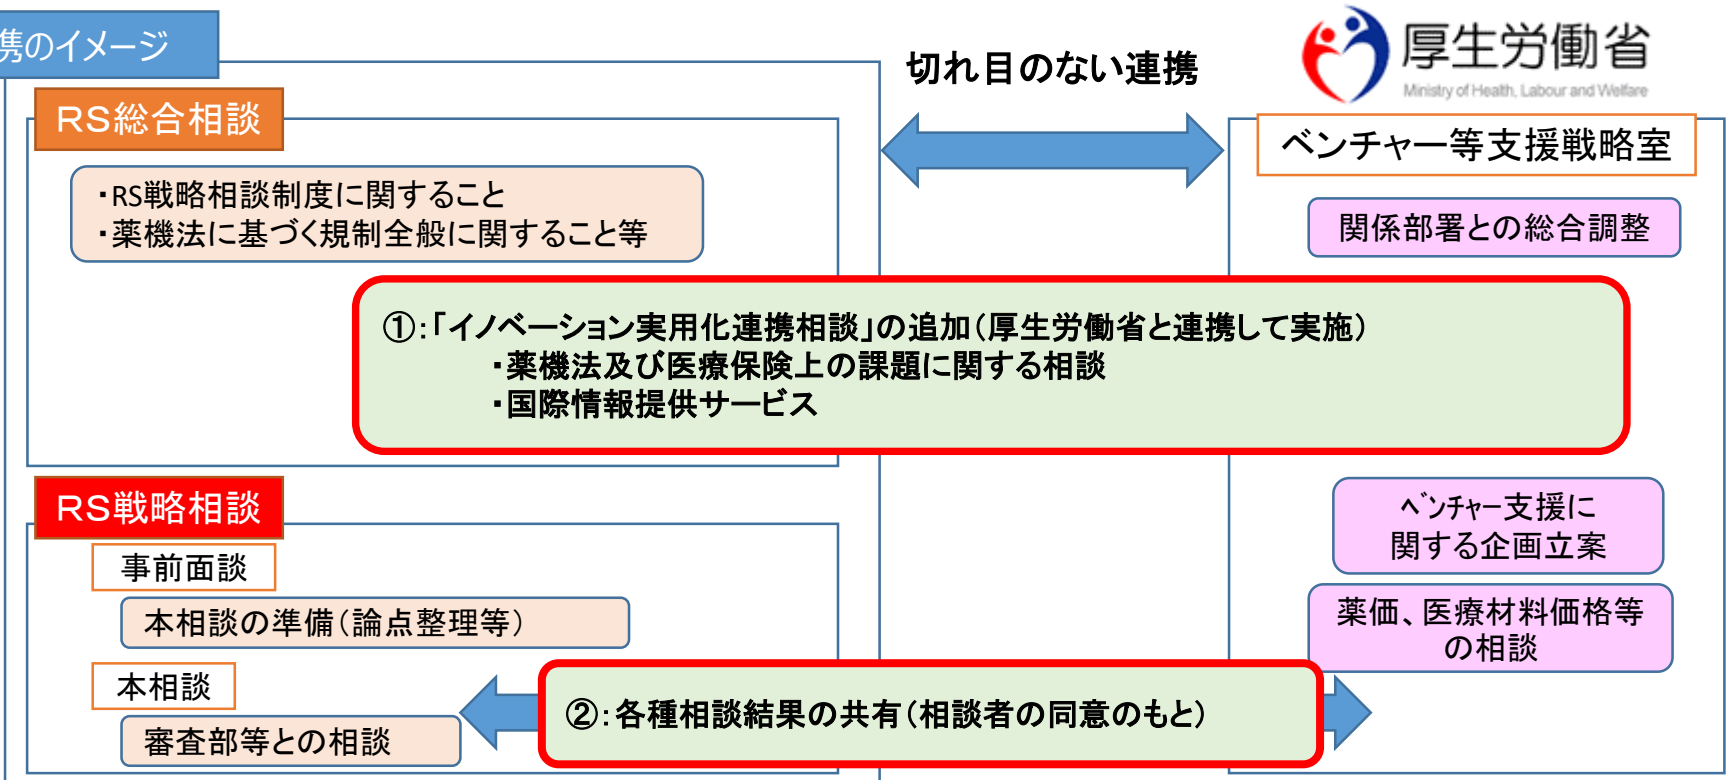 携のイメージ
RS総合相談
・RS戦略相談制度に関すること
・薬機法に基づく規制全般に関すること等
切れ目のない連携
厚生労働省
Ministry of Health, Labour and Welfare
ベンチャー等支援戦略室
関係部署との総合調整
①：「イノベーション実用化連携相談」の追加（厚生労働省と連携して実施）
・薬機法及び医療保険上の課題に関する相談
・国際情報提供サービス
RS戦略相談
事前面談
本相談の準備（論点整理等）
本相談
審査部等との相談
ベンチャー支援に
関する企画立案
薬価、医療材料価格等
の相談
②：各種相談結果の共有（相談者の同意のもと）